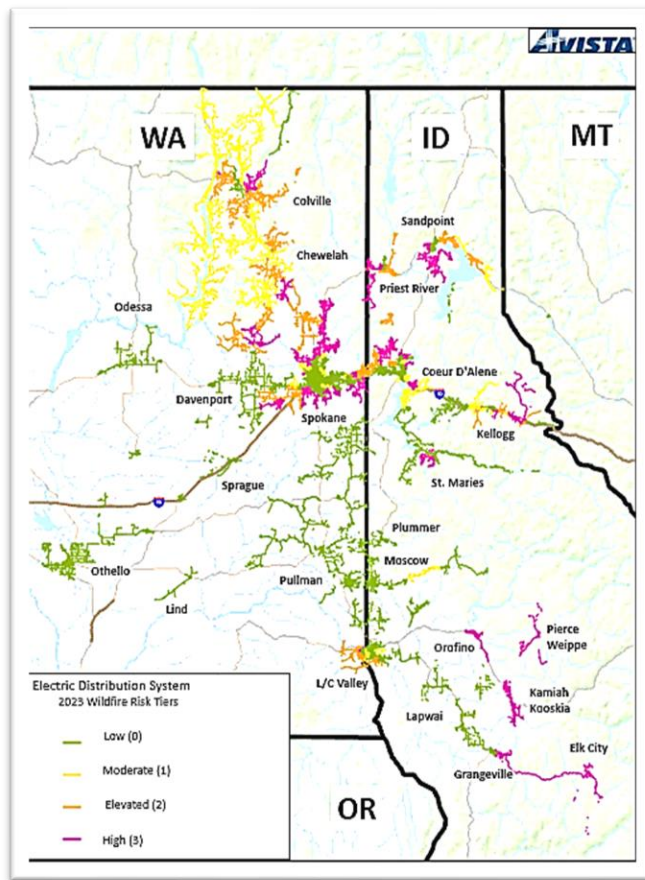 AVISTA
WA
ID
MT
Colville
Sandpoint
Chewelah
Priest River
Odessa
Coeur D'Alene
Davenport
Spokane
Kellogg
Sprague
St. Maries
Plummer
Moscow
Othello
Pullman
Lind
Pierce
Weippe
Orofino
L/C Valley
Kamiah
Kooskia
Lapwai
Elk City
Grangeville
OR
Electric Distribution System
2023 Wildfire Risk Tiers
Low (0)
Moderate (1)
Elevated (2)
High (3)